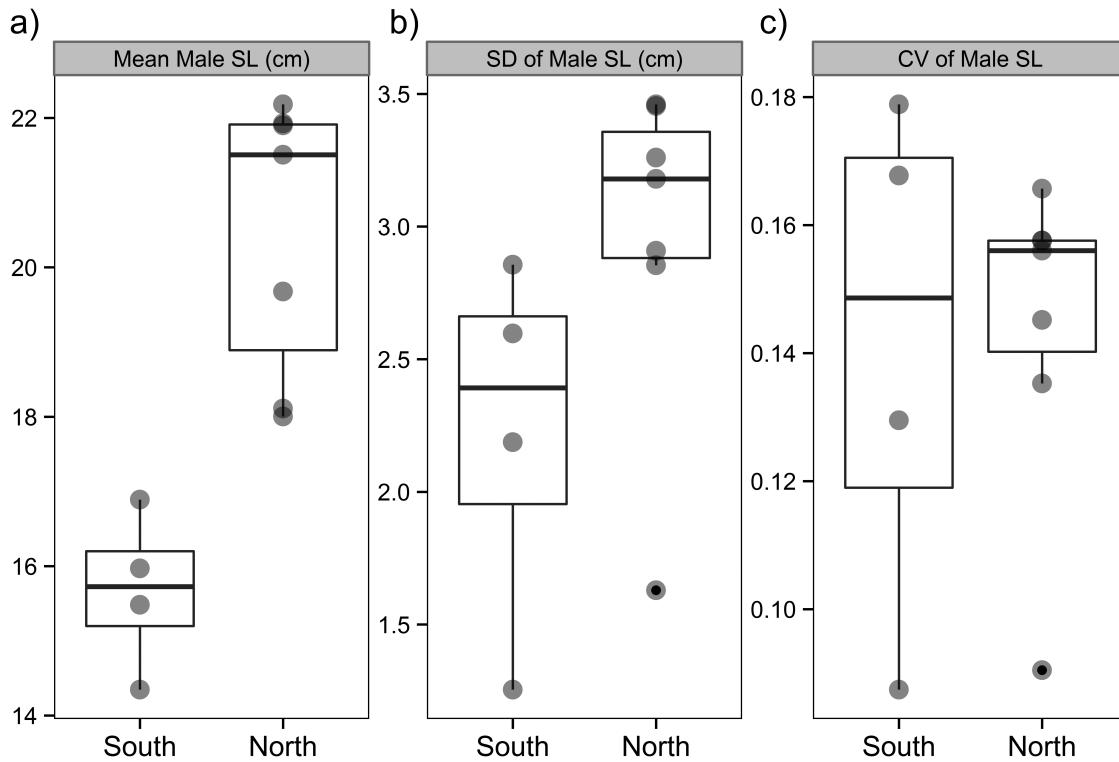 a)
Mean Male SL (cm)
22
20
18
16
14
South North
b)
SD of Male SL (cm)
3.5
3.0
2.5
2.0
1.5
South North
c)
CV of Male SL
0.18
0.16
0.14
0.12
0.10
South North